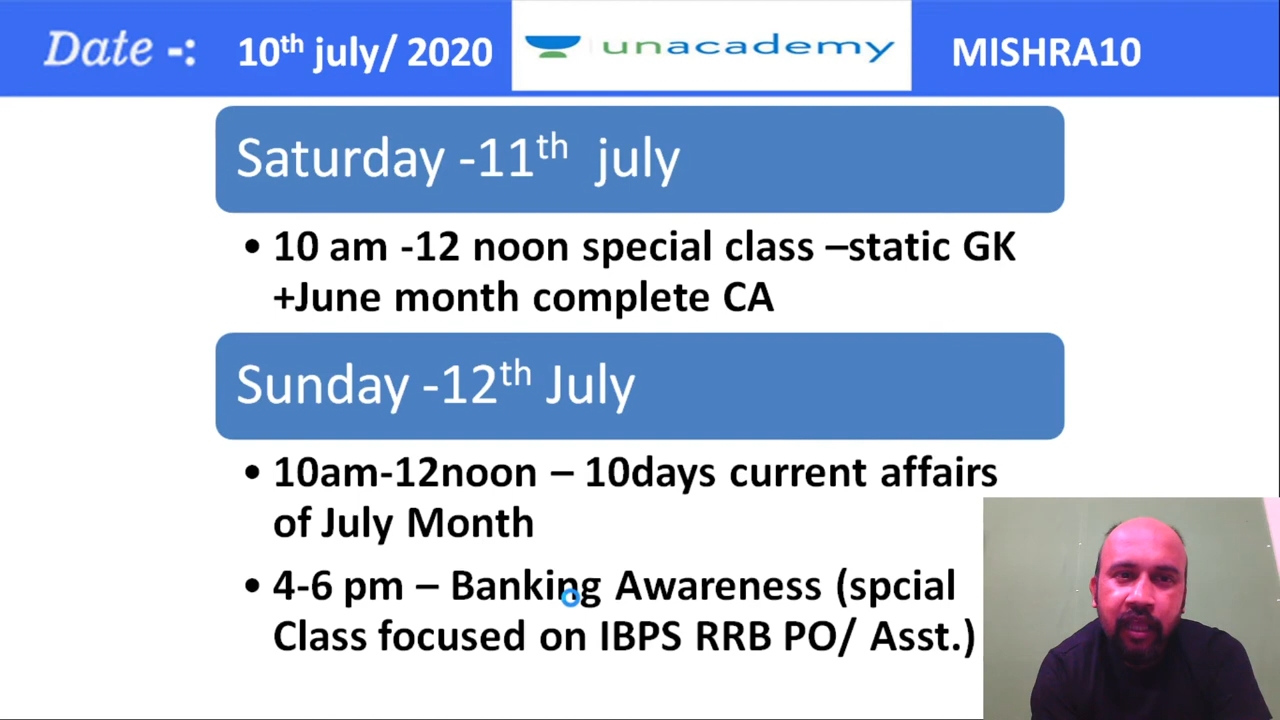 Date -: 10th july/ 2020 unacademy MISHRA10
Saturday -11th july
• 10 am -12 noon special class –static GK
+June month complete CA
Sunday -12th July
• 10am-12noon – 10days current affairs
of July Month
• 4-6 pm – Banking Awareness (spcial
Class focused on IBPS RRB PO/ Asst.)